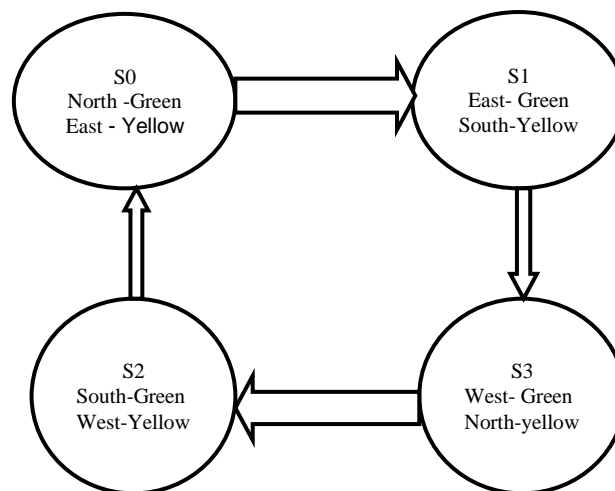 S0
North -Green
East - Yellow
S1
East- Green
South-Yellow
S2
South-Green
West-Yellow
S3
West- Green
North-yellow